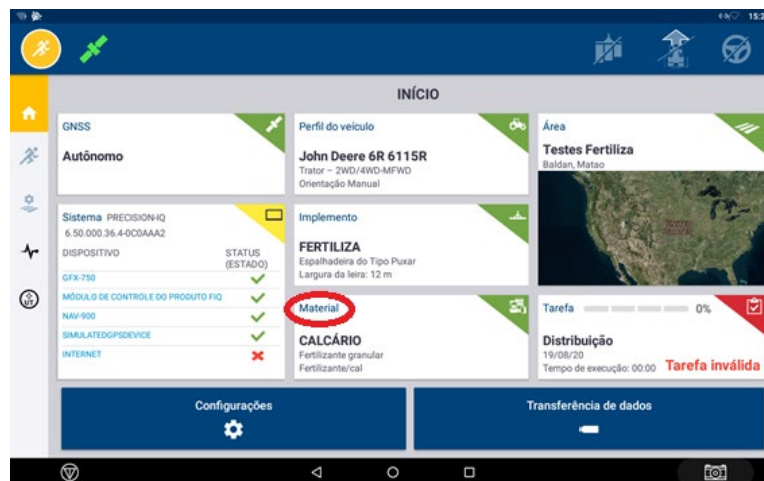 15:2
INÍCIO
GNSS
Autônomo
Perfil do veículo
John Deere 6R 6115R
Trator – 2WD/4WD-MFWD
Orientação Manual
Área
Testes Fertiliza
Baldan, Matao
Sistema PRECISION-IQ
6.50.000.36.4-0C0AAA2
DISPOSITIVO STATUS
(ESTADO)
GFX-750
MÓDULO DE CONTROLE DO PRODUTO FIQ
NAV-900
SIMULATEDGPSDEVICE
INTERNET
Implemento
FERTILIZA
Espalhadeira do Tipo Puxar
Largura da leira: 12 m
Material
CALCÁRIO
Fertilizante granular
Fertilizante/cal
Tarefa 0%
Distribuição
19/08/20
Tempo de execução: 00:00 Tarefa inválida
Configurações
Transferência de dados
UT